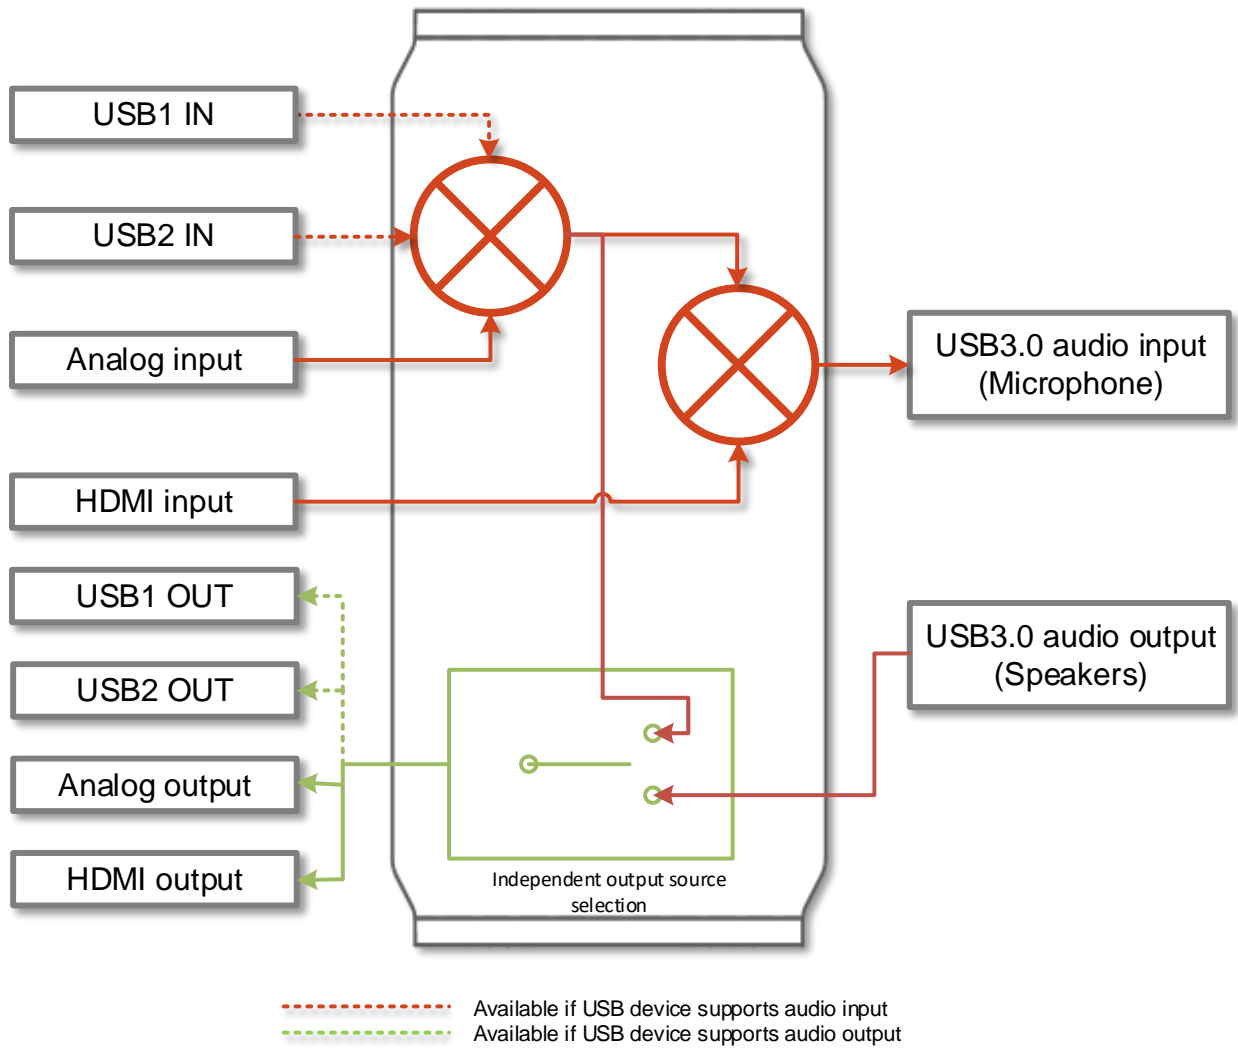 USB1 IN
USB2 IN
Analog input
HDMI input
USB1 OUT
USB2 OUT
Analog output
HDMI output
USB3.0 audio input
(Microphone)
USB3.0 audio output
(Speakers)
Independent output source
selection
Available if USB device supports audio input
Available if USB device supports audio output